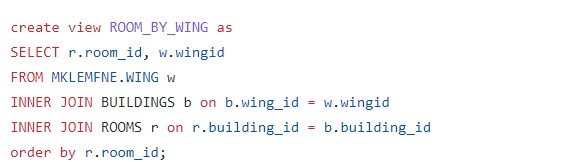 create view ROOM_BY_WING as
SELECT r.room_id, w.wingid
FROM MKLEMFNE.WING w
INNER JOIN BUILDINGS b on b.wing_id = w.wingid
INNER JOIN ROOMS r on r.building_id = b.building_id
order by r.room_id;